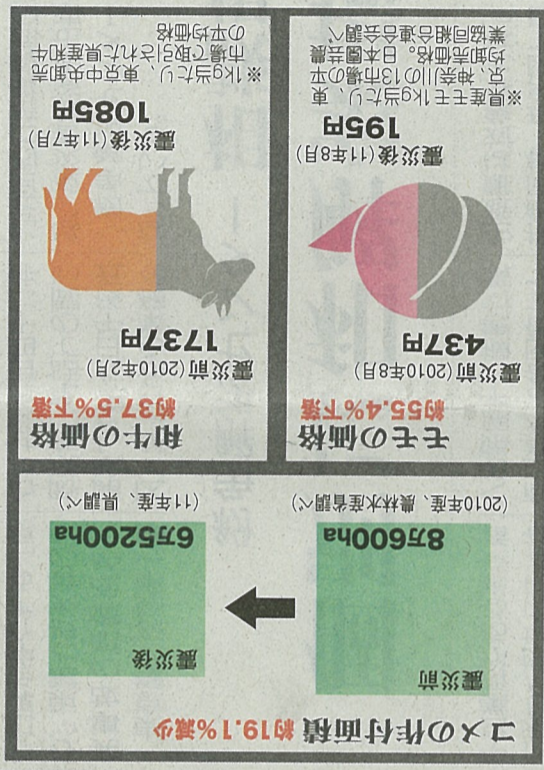 コメの作付面積 約19.1%減少
震災前
8万600ha
(2010年産、農林水産省調べ)
震災後
6万5200ha
(11年産、県調べ)
モモの価格
約55.4%下落
震災前(2010年8月)
437円
震災後(11年8月)
195円
※県産モモ1kg当たり、東
京、神奈川の13市場の平
均卸売価格。日本園芸農
業協同組合連合会調べ
和牛の価格
約37.5%下落
震災前(2010年2月)
1737円
震災後(11年7月)
1085円
※1kg当たり、東京中央卸売
市場で取引された県産和牛
の平均価格